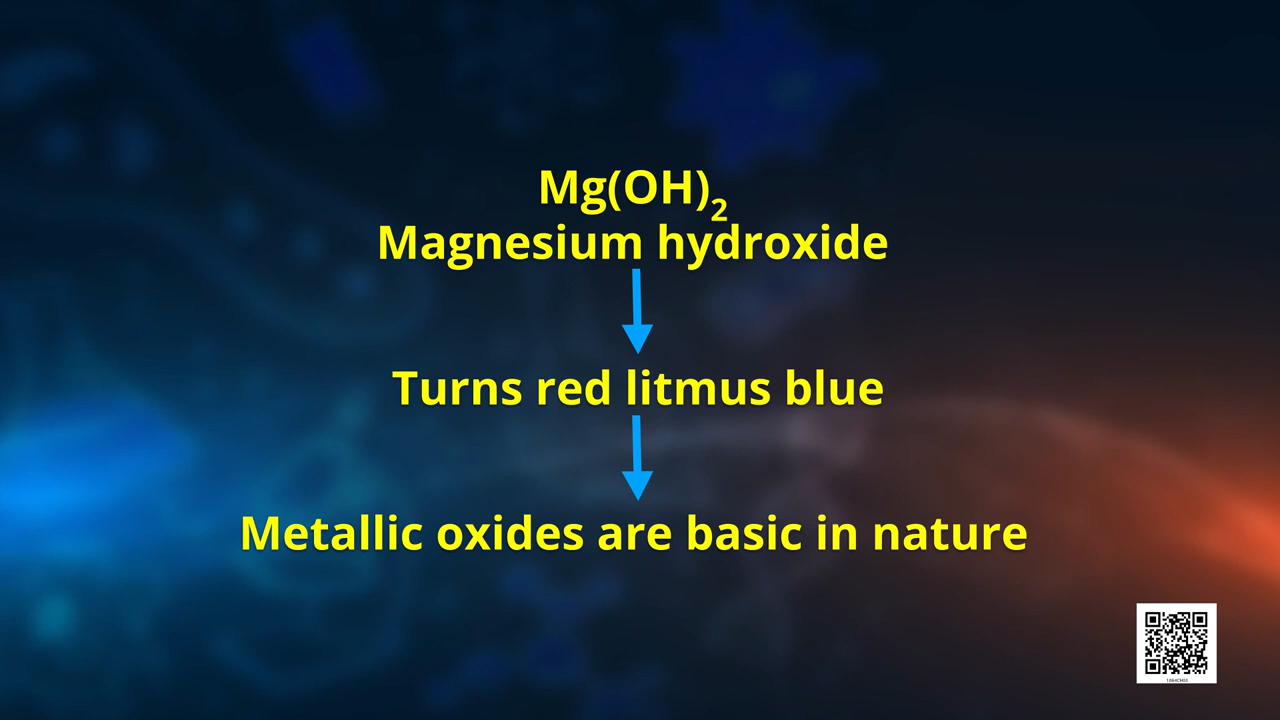 Mg(OH)₂
Magnesium hydroxide
Turns red litmus blue
Metallic oxides are basic in nature